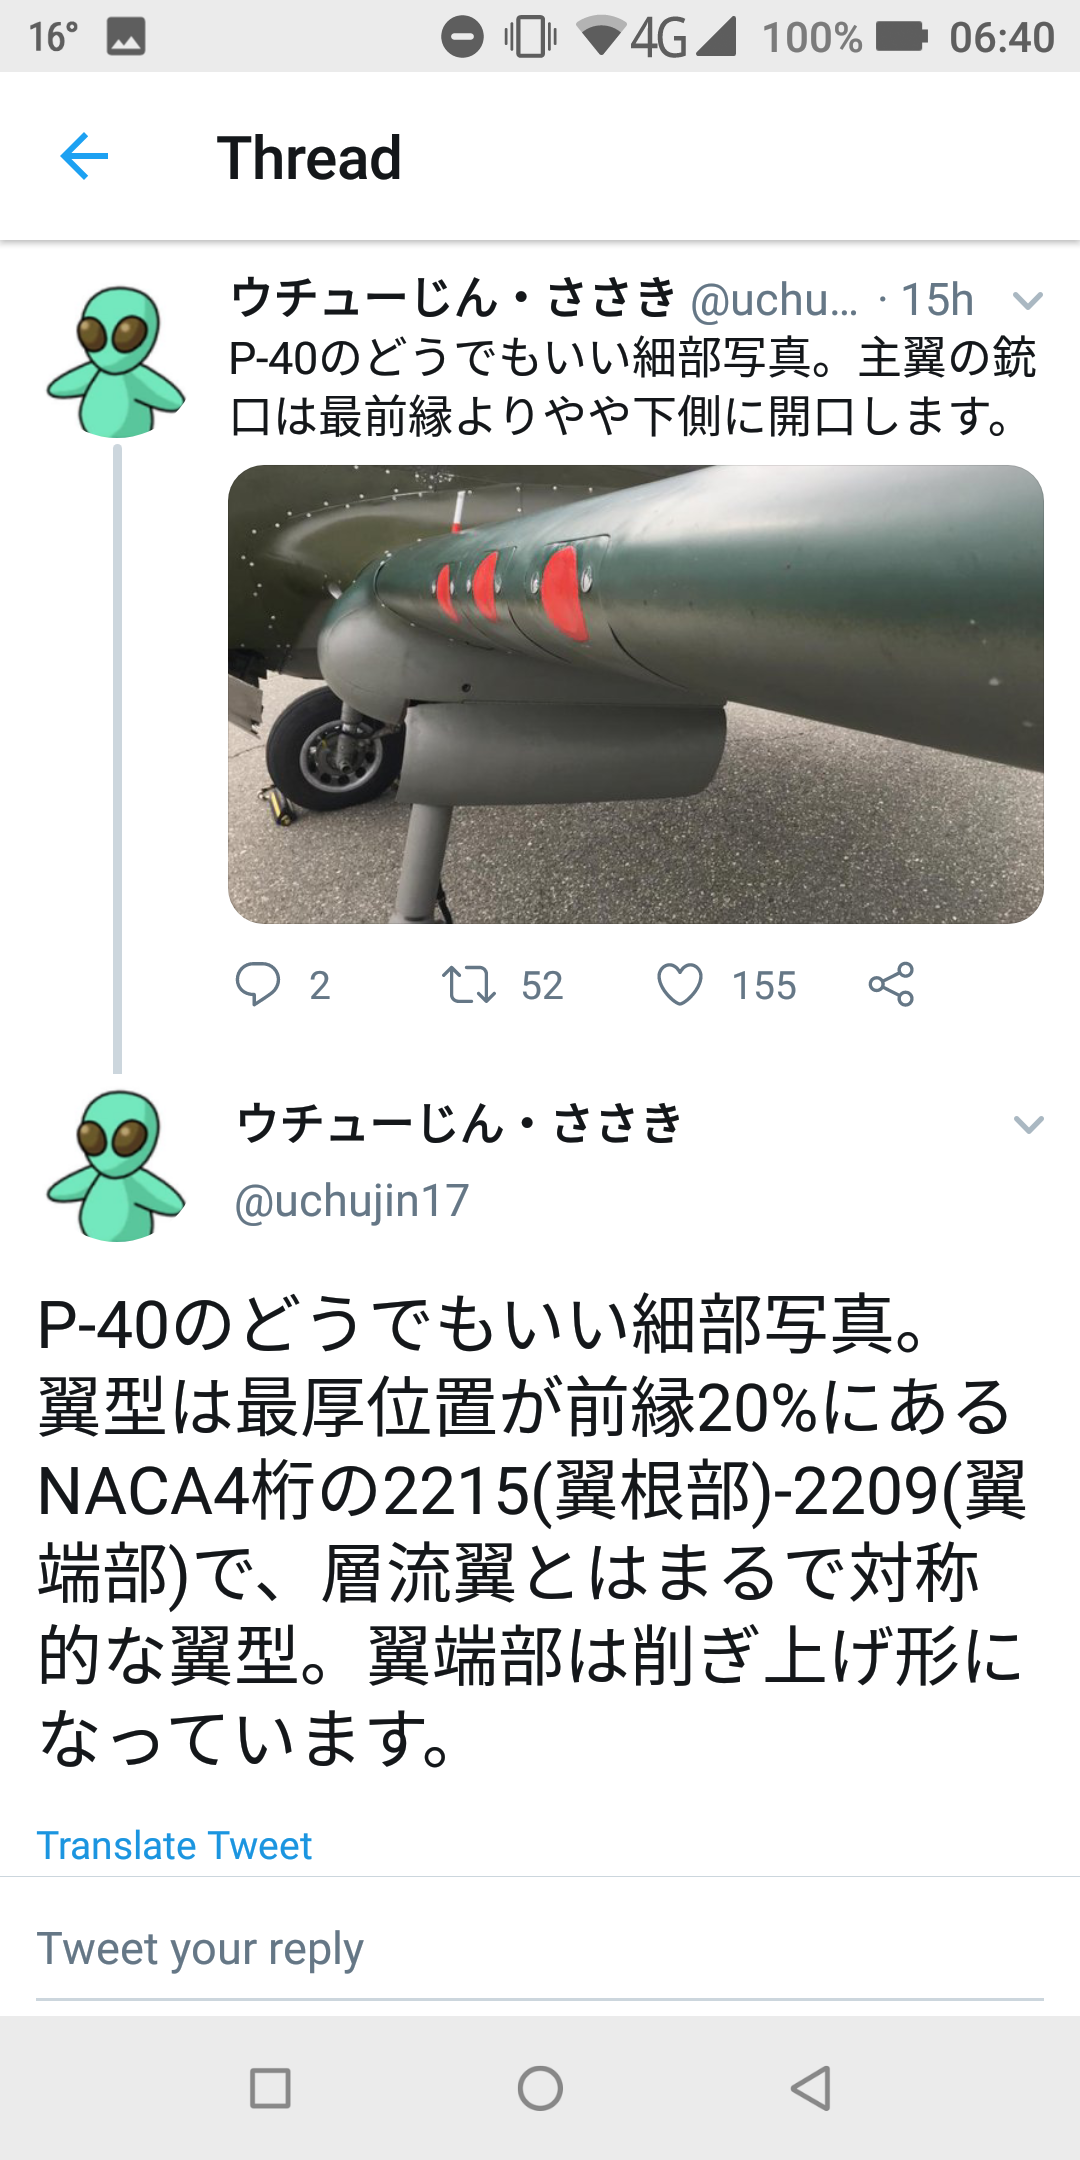 16°
4G 100% 06:40
Thread
ウチューじん・ささき @uchu... · 15h
P-40のどうでもいい細部写真。主翼の銃
口は最前縁よりやや下側に開口します。
2 52 155
ウチューじん・ささき
@uchujin17
P-40のどうでもいい細部写真。
翼型は最厚位置が前縁20%にある
NACA4桁の2215(翼根部)-2209(翼
端部)で、層流翼とはまるで対称
的な翼型。翼端部は削ぎ上げ形に
なっています。
Translate Tweet
Tweet your reply